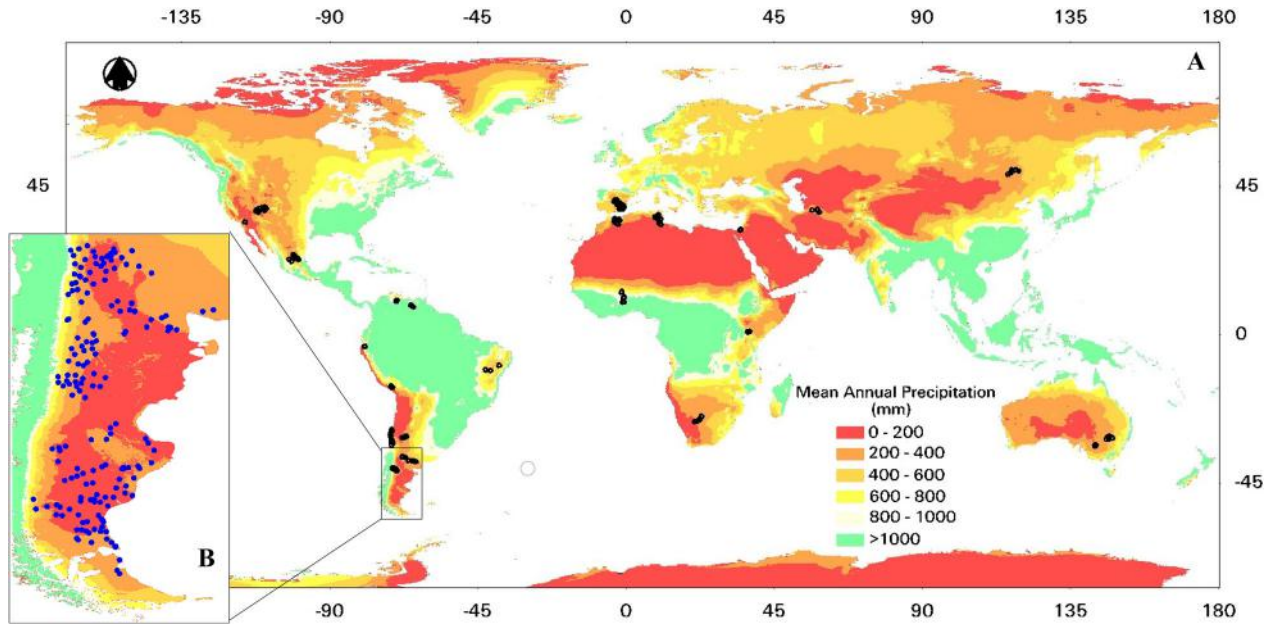 -135 -90 -45 0 45 90 135 180
A
45 45
0
B
Mean Annual Precipitation
(mm)
0 - 200
200 - 400
400 - 600
600 - 800
800 - 1000
>1000
-45
-90 -45 0 45 90 135 180